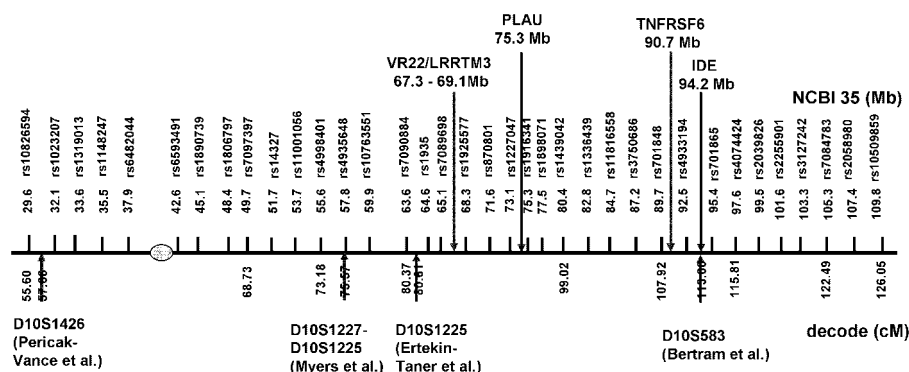 PLAU
75.3 Mb
TNFRSF6
90.7 Mb
VR22/LRRTM3
67.3 - 69.1Mb
IDE
94.2 Mb
NCBI 35 (Mb)
29.6 rs10826594
32.1 rs1023207
33.6 rs1319013
35.5 rs1148247
37.9 rs6482044
42.6 rs6593491
45.1 rs1890739
48.4 rs1806797
49.7 rs7097397
51.7 rs14327
53.7 rs11001056
55.6 rs4998401
57.8 rs4935648
59.9 rs10763551
63.6 rs7090884
64.6 rs1935
65.1 rs7089698
68.3 rs1925577
71.6 rs870801
73.1 rs1227047
75.3 rs1916341
77.5 rs1898071
80.4 rs1439042
82.8 rs1336439
84.7 rs11816558
87.2 rs3750686
89.7 rs701848
92.5 rs4933194
95.4 rs701865
97.6 rs4074424
99.5 rs2039826
101.6 rs2255901
103.3 rs3127242
105.3 rs7084783
107.4 rs2058980
109.8 rs10509859
55.60
68.73
73.18
75.57
80.37
80.61
99.02
107.92
115.81
122.49
126.05
decode (cM)
D10S1426
(Pericak-
Vance et al.)
D10S1227-
D10S1225
(Myers et al.)
D10S1225
(Ertekin-
Taner et al.)
D10S583
(Bertram et al.)